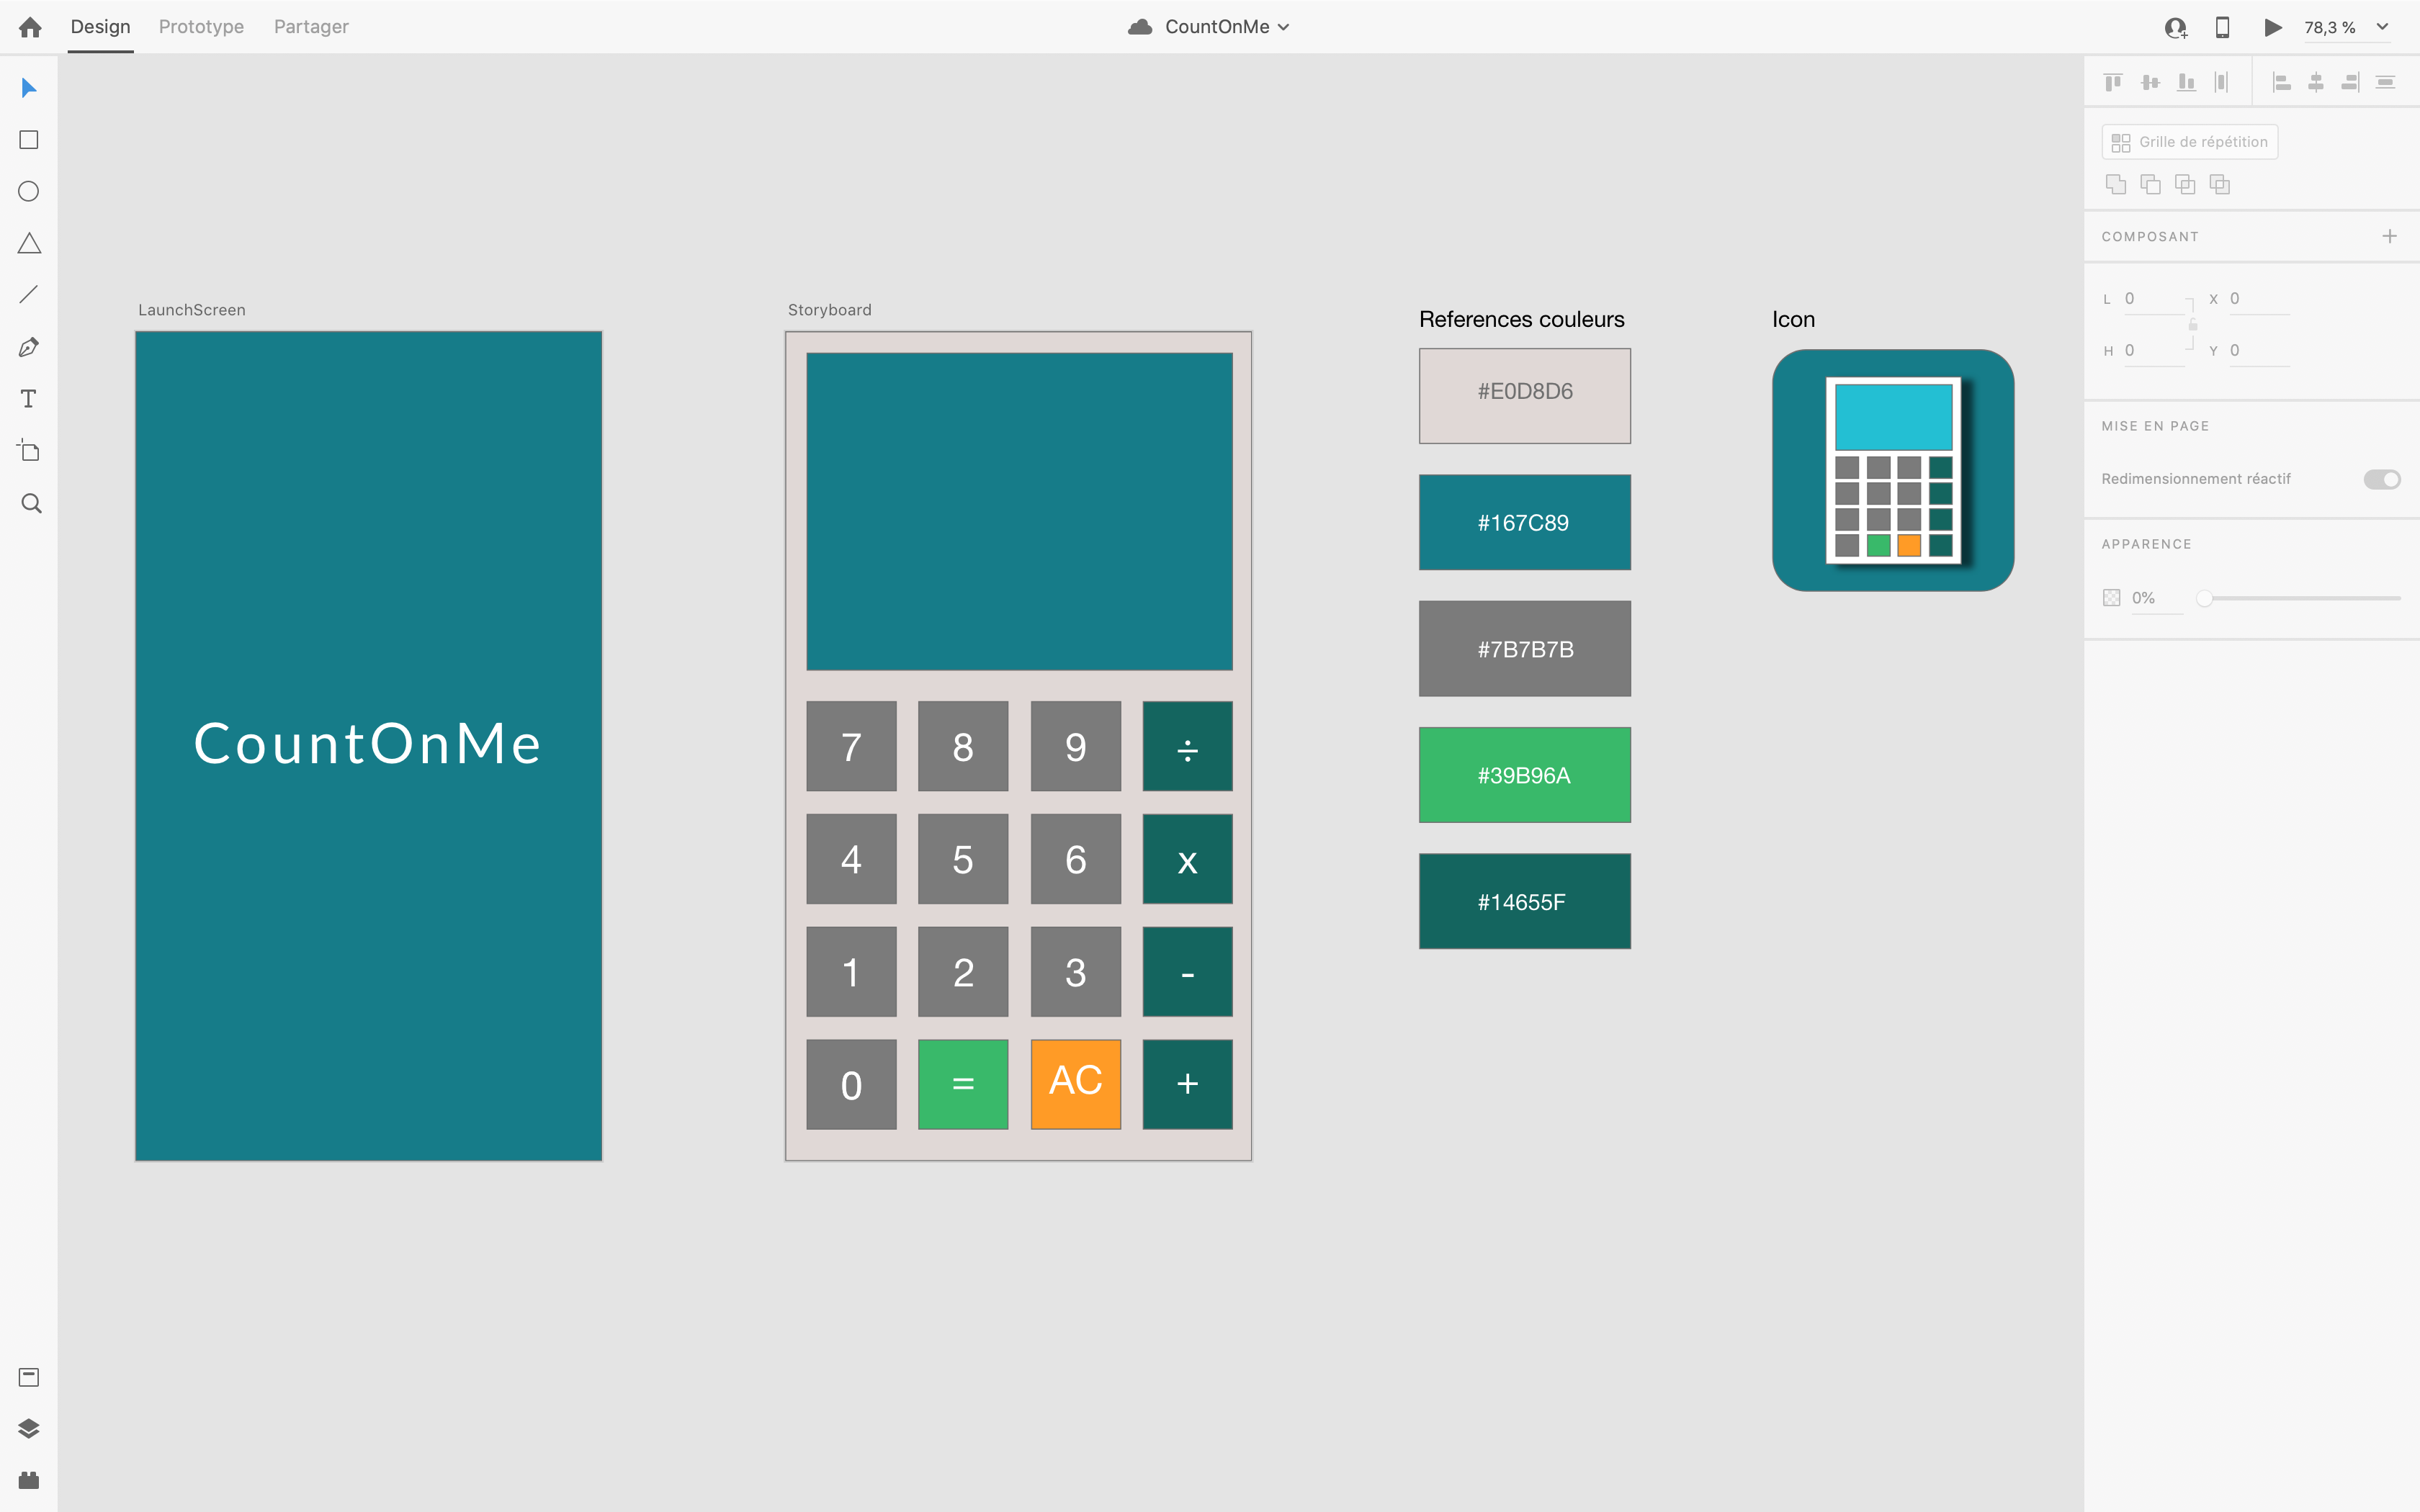 Design Prototype Partager
CountOnMe
78,3 %
Grille de répétition
COMPOSANT
L 0 X 0
H 0 Y 0
MISE EN PAGE
Redimensionnement réactif
APPARENCE
0%
LaunchScreen
CountOnMe
Storyboard
7 8 9 ÷
4 5 6 x
1 2 3 -
0 = AC +
References couleurs
#E0D8D6
#167C89
#7B7B7B
#39B96A
#14655F
Icon